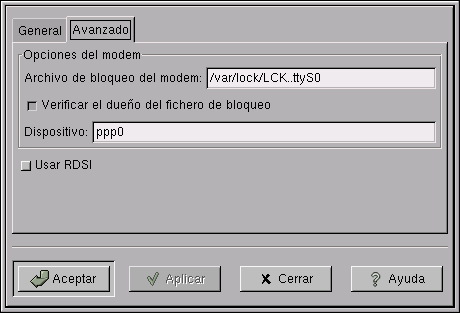 General Avanzado
Opciones del modem
Archivo de bloqueo del modem: /var/lock/LCK..ttyS0
Verificar el dueño del fichero de bloqueo
Dispositivo: ppp0
Usar RDSI
Aceptar Aplicar Cerrar Ayuda